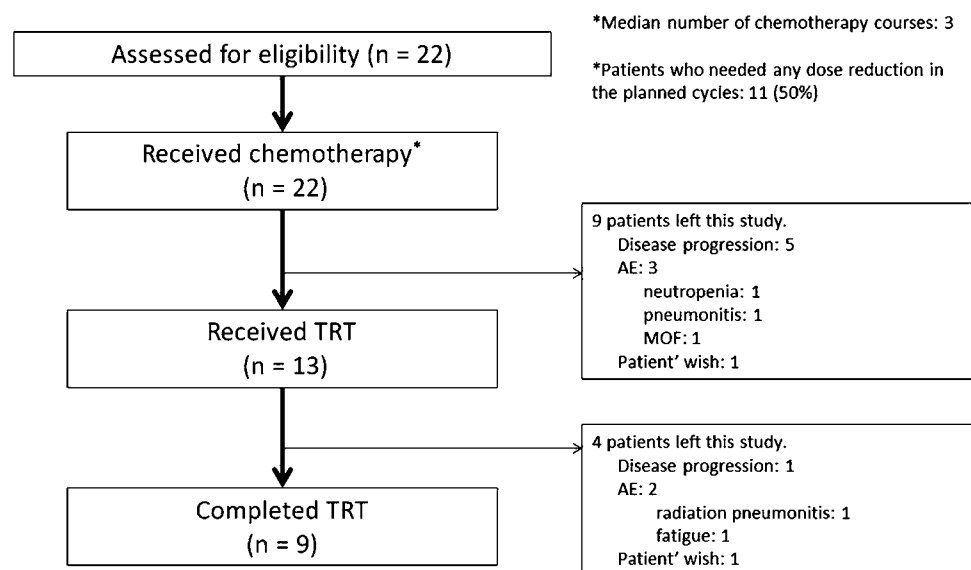 Assessed for eligibility (n = 22)
*Median number of chemotherapy courses: 3
*Patients who needed any dose reduction in
the planned cycles: 11 (50%)
Received chemotherapy*
(n = 22)
9 patients left this study.
Disease progression: 5
AE: 3
neutropenia: 1
pneumonitis: 1
MOF: 1
Patient' wish: 1
Received TRT
(n = 13)
4 patients left this study.
Disease progression: 1
AE: 2
radiation pneumonitis: 1
fatigue: 1
Patient' wish: 1
Completed TRT
(n = 9)